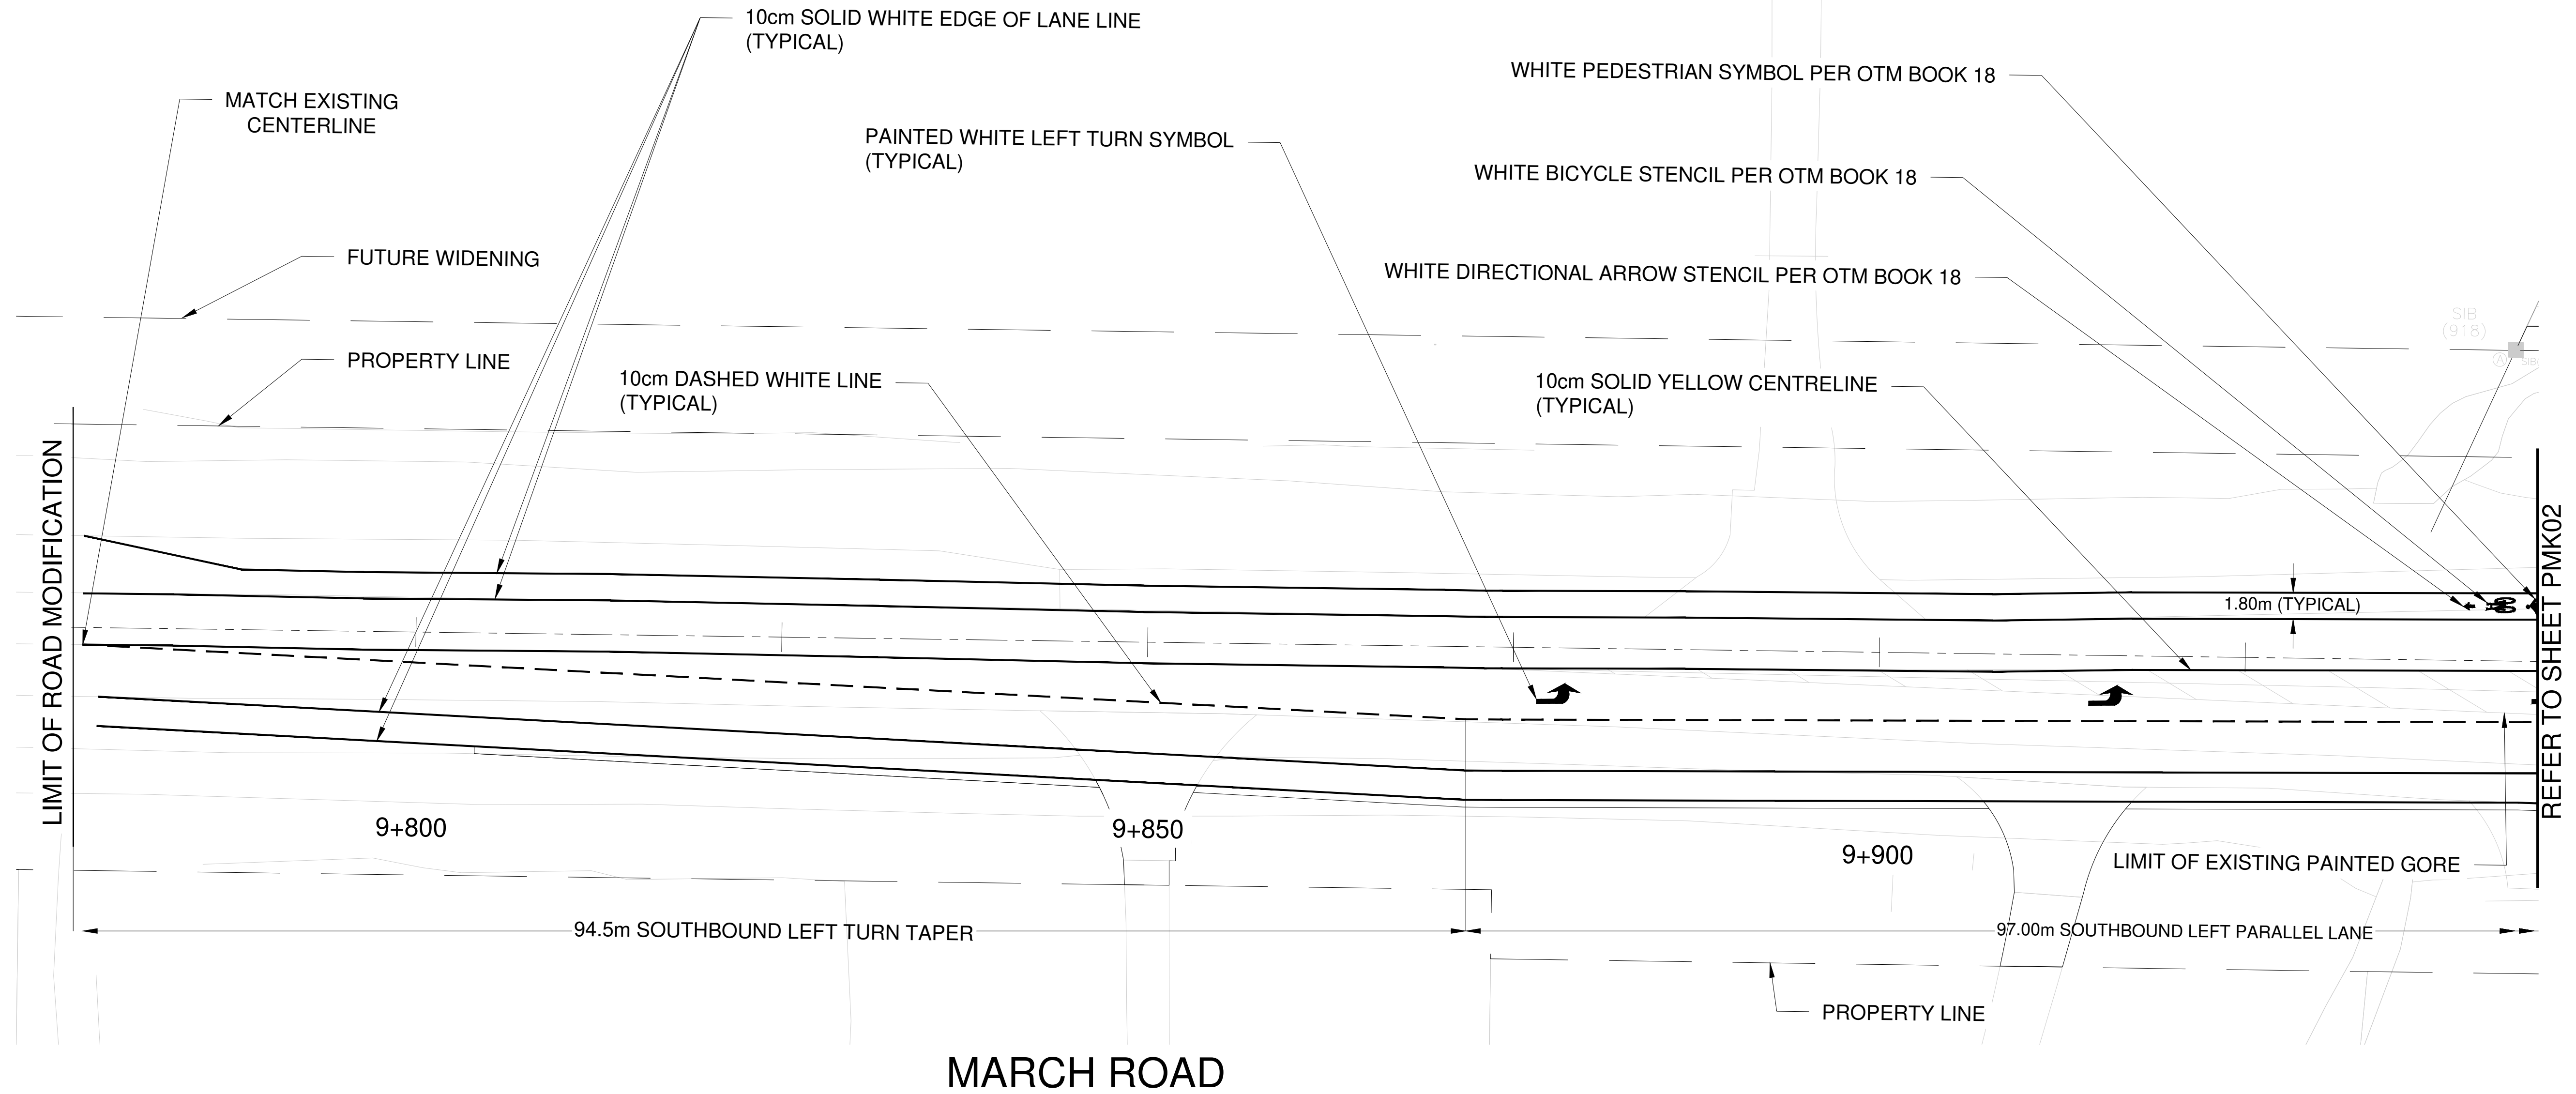 10cm SOLID WHITE EDGE OF LANE LINE
(TYPICAL)
WHITE PEDESTRIAN SYMBOL PER OTM BOOK 18
MATCH EXISTING
CENTERLINE
PAINTED WHITE LEFT TURN SYMBOL
(TYPICAL)
WHITE BICYCLE STENCIL PER OTM BOOK 18
FUTURE WIDENING
WHITE DIRECTIONAL ARROW STENCIL PER OTM BOOK 18
SIB
(918)
A
SIB
PROPERTY LINE
10cm DASHED WHITE LINE
(TYPICAL)
10cm SOLID YELLOW CENTRELINE
(TYPICAL)
LIMIT OF ROAD MODIFICATION
1.80m (TYPICAL)
REFER TO SHEET PMK02
9+800
9+850
9+900
LIMIT OF EXISTING PAINTED GORE
94.5m SOUTHBOUND LEFT TURN TAPER
97.00m SOUTHBOUND LEFT PARALLEL LANE
PROPERTY LINE
MARCH ROAD